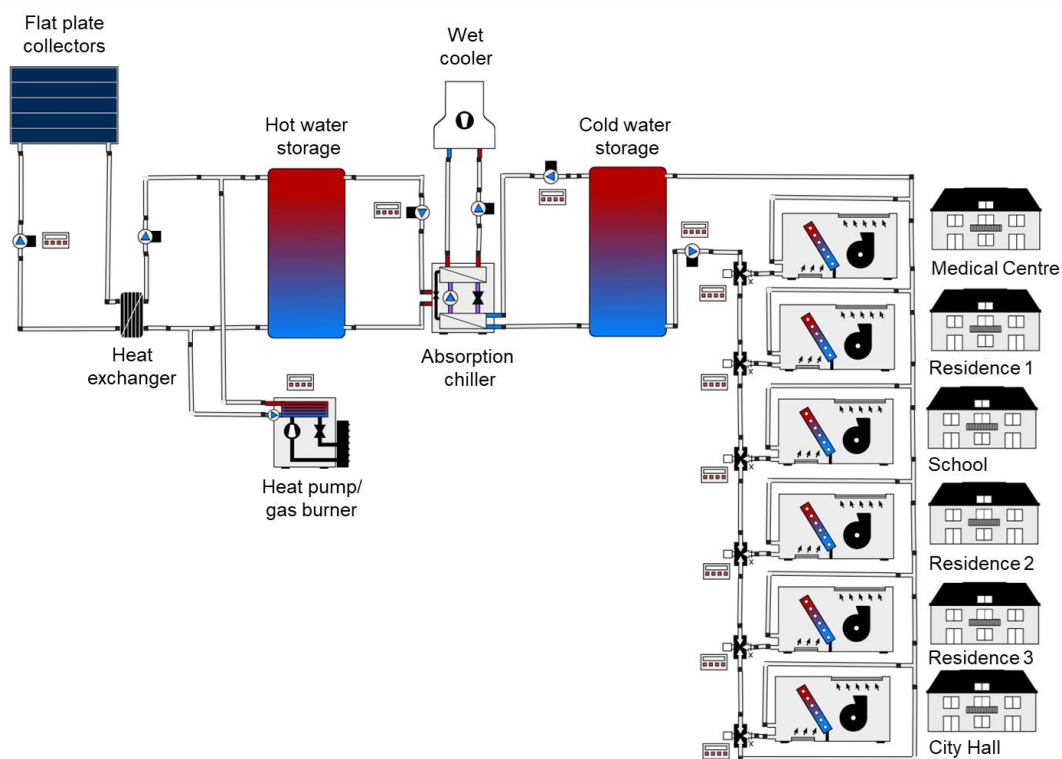 Flat plate
collectors
Wet
cooler
Hot water
storage
Cold water
storage
Medical Centre
Heat
exchanger
Absorption
chiller
Residence 1
School
Heat pump/
gas burner
Residence 2
Residence 3
City Hall
x
x
x
x
x
x